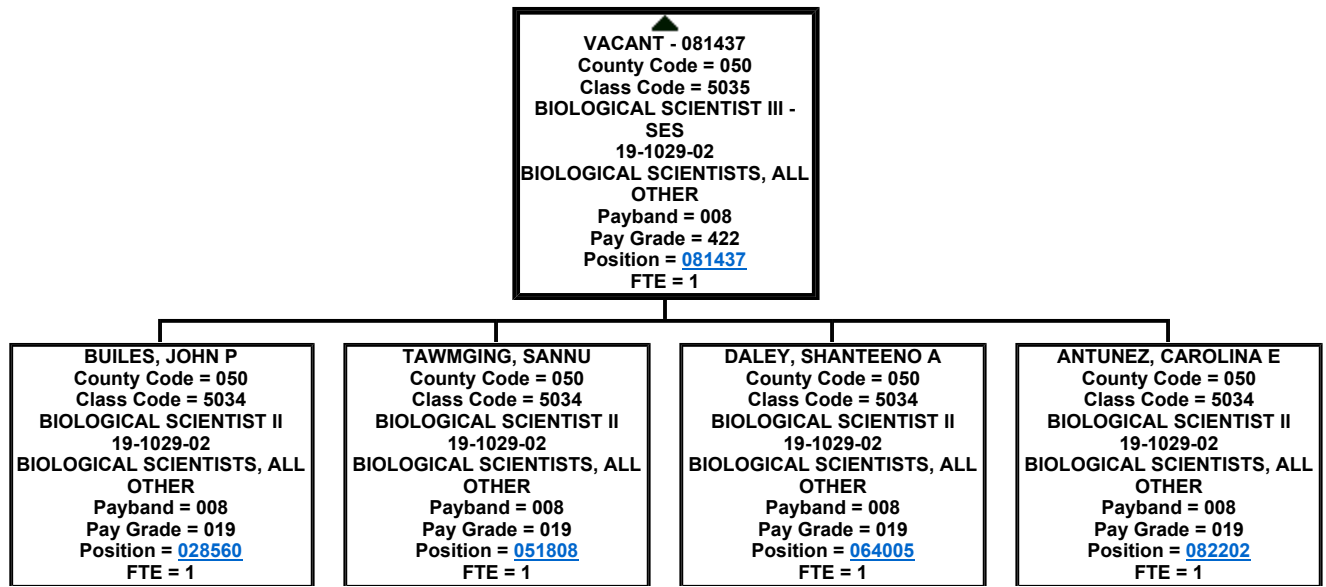 VACANT - 081437
County Code = 050
Class Code = 5035
BIOLOGICAL SCIENTIST III -
SES
19-1029-02
BIOLOGICAL SCIENTISTS, ALL
OTHER
Payband = 008
Pay Grade = 422
Position = 081437
FTE = 1
BUILES, JOHN P
County Code = 050
Class Code = 5034
BIOLOGICAL SCIENTIST II
19-1029-02
BIOLOGICAL SCIENTISTS, ALL
OTHER
Payband = 008
Pay Grade = 019
Position = 028560
FTE = 1
TAWMGING, SANNU
County Code = 050
Class Code = 5034
BIOLOGICAL SCIENTIST II
19-1029-02
BIOLOGICAL SCIENTISTS, ALL
OTHER
Payband = 008
Pay Grade = 019
Position = 051808
FTE = 1
DALEY, SHANTEENO A
County Code = 050
Class Code = 5034
BIOLOGICAL SCIENTIST II
19-1029-02
BIOLOGICAL SCIENTISTS, ALL
OTHER
Payband = 008
Pay Grade = 019
Position = 064005
FTE = 1
ANTUNEZ, CAROLINA E
County Code = 050
Class Code = 5034
BIOLOGICAL SCIENTIST II
19-1029-02
BIOLOGICAL SCIENTISTS, ALL
OTHER
Payband = 008
Pay Grade = 019
Position = 082202
FTE = 1